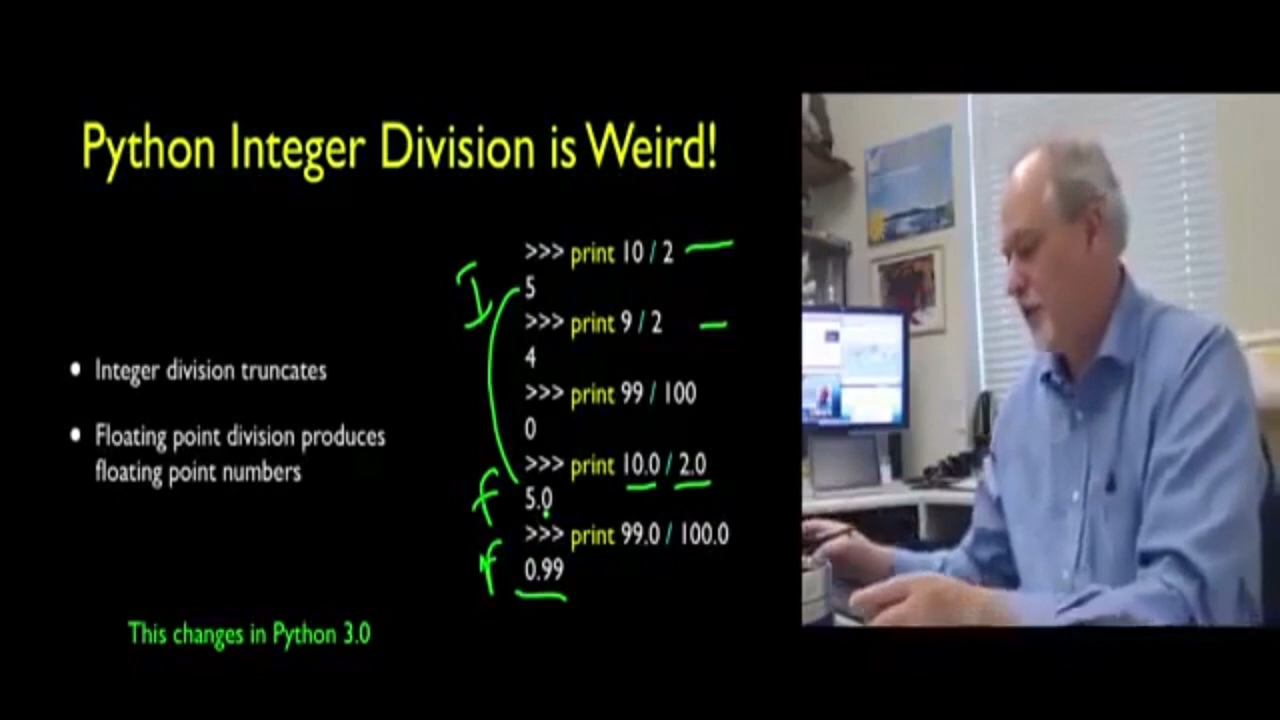 Python Integer Division is Weird!
>>> print 10 / 2
5
>>> print 9 / 2
4
>>> print 99 / 100
0
>>> print 10.0 / 2.0
5.0
>>> print 99.0 / 100.0
0.99
I
f
f
• Integer division truncates
• Floating point division produces
floating point numbers
This changes in Python 3.0